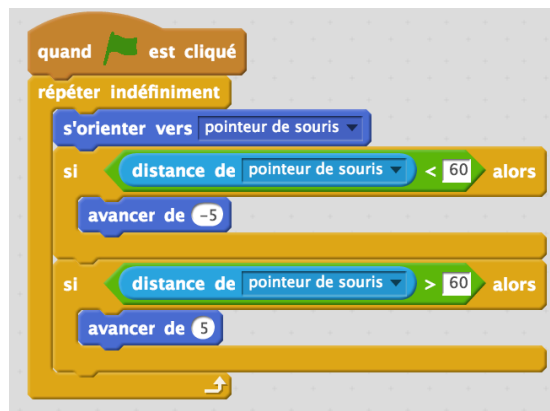 quand est cliqué
répéter indéfiniment
s'orienter vers pointeur de souris
si distance de pointeur de souris < 60 alors
avancer de -5
si distance de pointeur de souris > 60 alors
avancer de 5